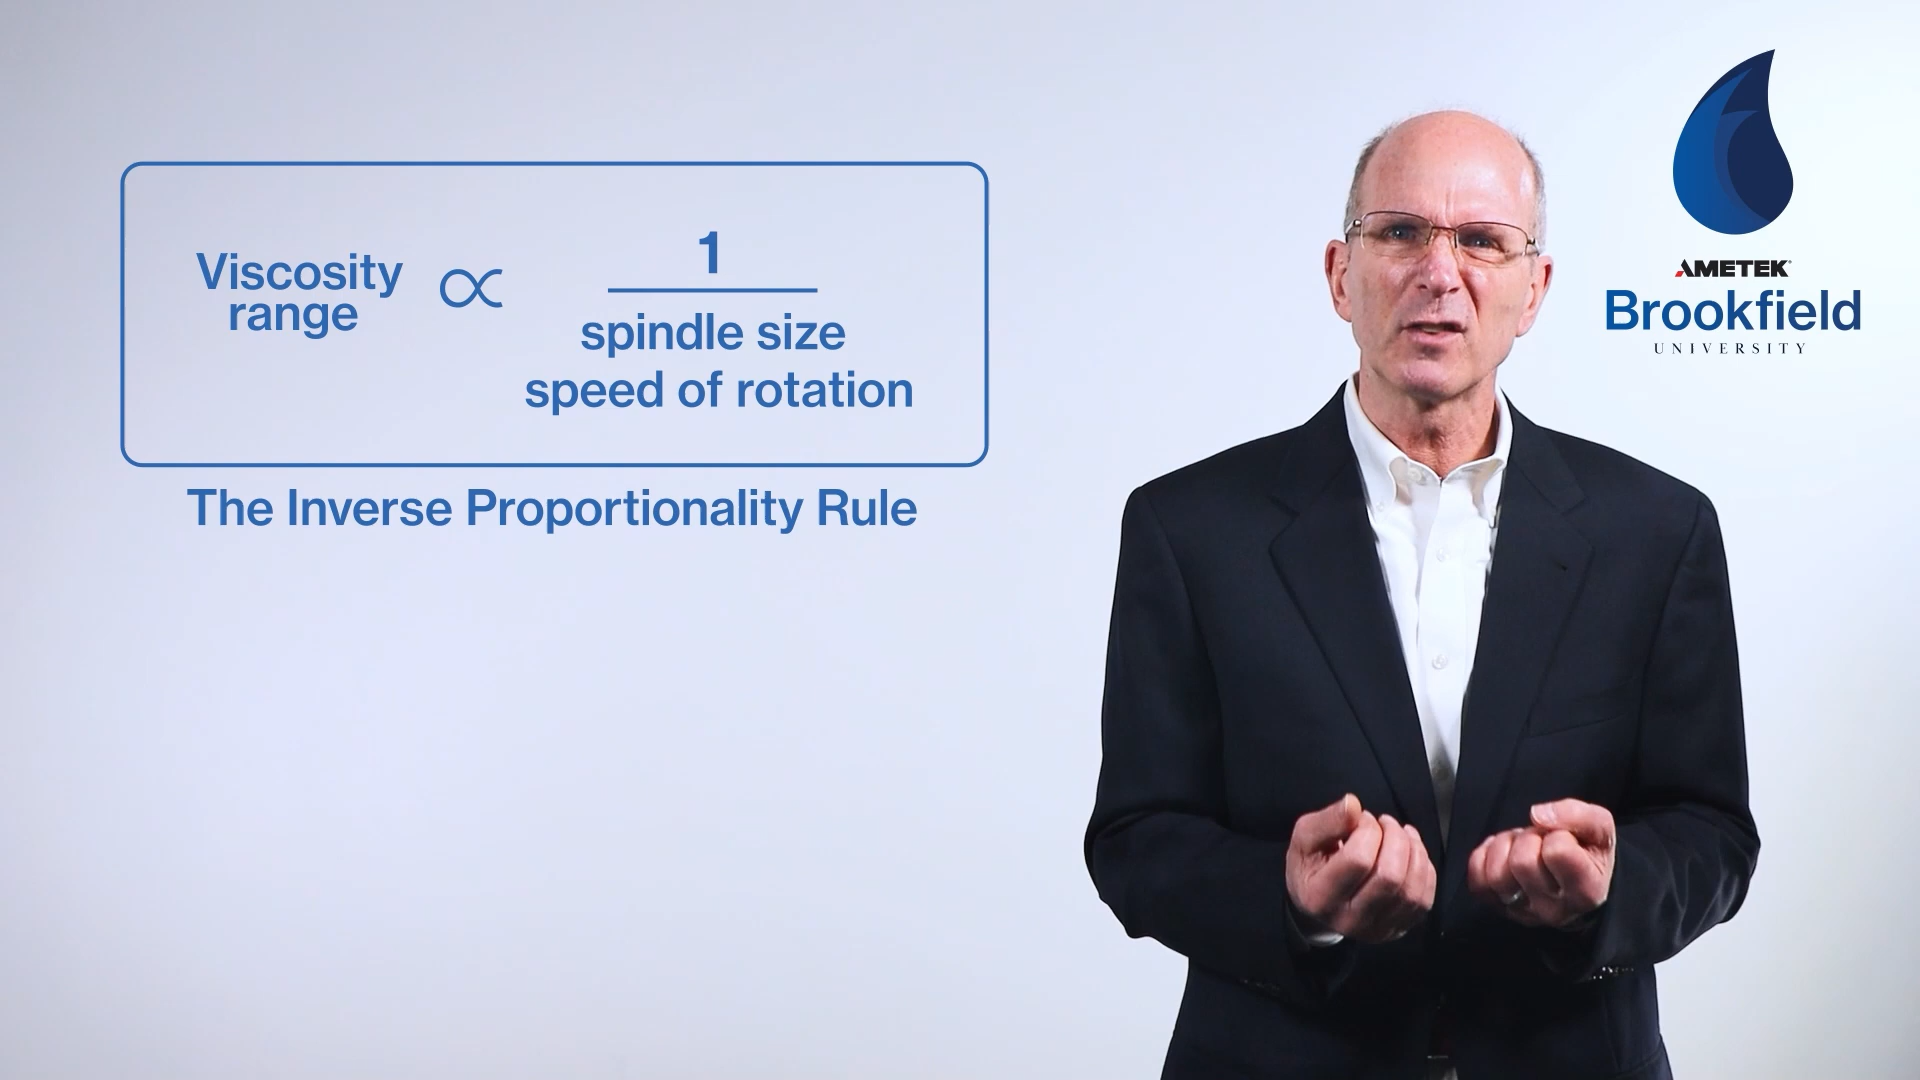 Viscosity
range
∝
1
spindle size
speed of rotation
The Inverse Proportionality Rule
AMETEK
Brookfield
UNIVERSITY